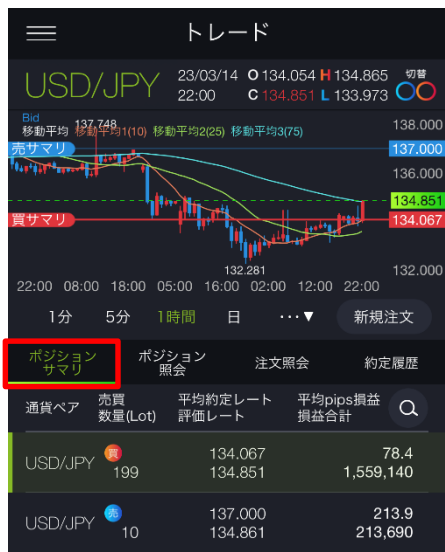 トレード
USD/JPY 23/03/14 O 134.054 H 134.865 切替
22:00 C 134.851 L 133.973
Bid
137.748
移動平均 移動平均1(10) 移動平均2(25) 移動平均3(75)
138.000
売サマリ 137.000
136.000
134.851
買サマリ 134.067
132.281
132.000
22:00 08:00 18:00 05:00 16:00 02:00 12:00 22:00
1分 5分 1時間 日 ···▼ 新規注文
ポジション
サマリ
ポジション
照会
注文照会
約定履歴
通貨ペア
売買
数量(Lot)
平均約定レート
評価レート
平均pips損益
損益合計
USD/JPY 買 134.067 78.4
199 134.851 1,559,140
USD/JPY 売 137.000 213.9
10 134.861 213,690